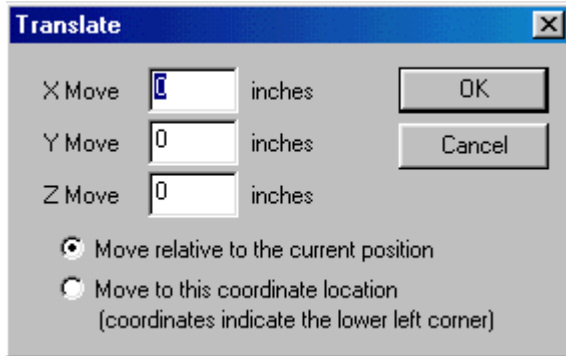 Translate
X Move 0 inches OK
Y Move 0 inches Cancel
Z Move 0 inches
Move relative to the current position
Move to this coordinate location
(coordinates indicate the lower left corner)